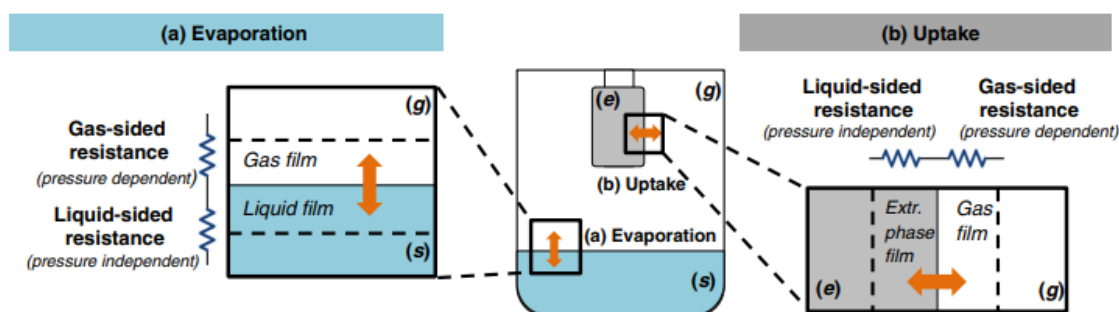 (a) Evaporation
(b) Uptake
Gas-sided
resistance
(pressure dependent)
Liquid-sided
resistance
(pressure independent)
(g)
Gas film
Liquid film
(s)
(e)
(g)
(b) Uptake
(a) Evaporation
(s)
Liquid-sided
resistance
(pressure independent)
Gas-sided
resistance
(pressure dependent)
Extr.
phase
film
Gas
film
(e)
(g)